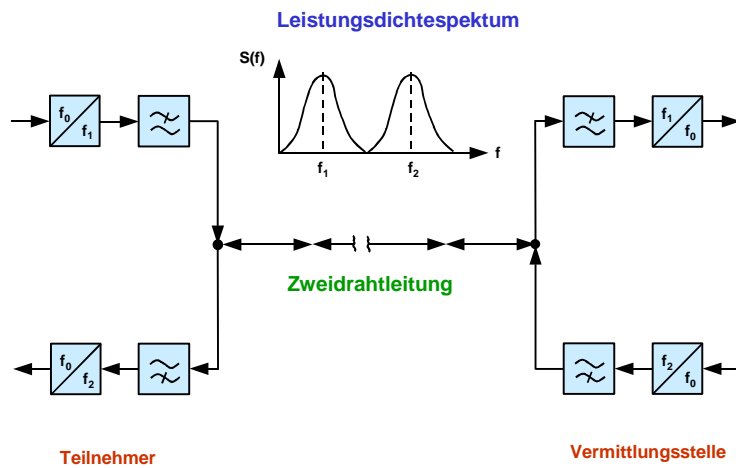 Leistungsdichtespektum
S(f)
f
f1
f2
f0
f1
f1
f0
Zweidrahtleitung
f0
f2
f2
f0
Teilnehmer
Vermittlungsstelle